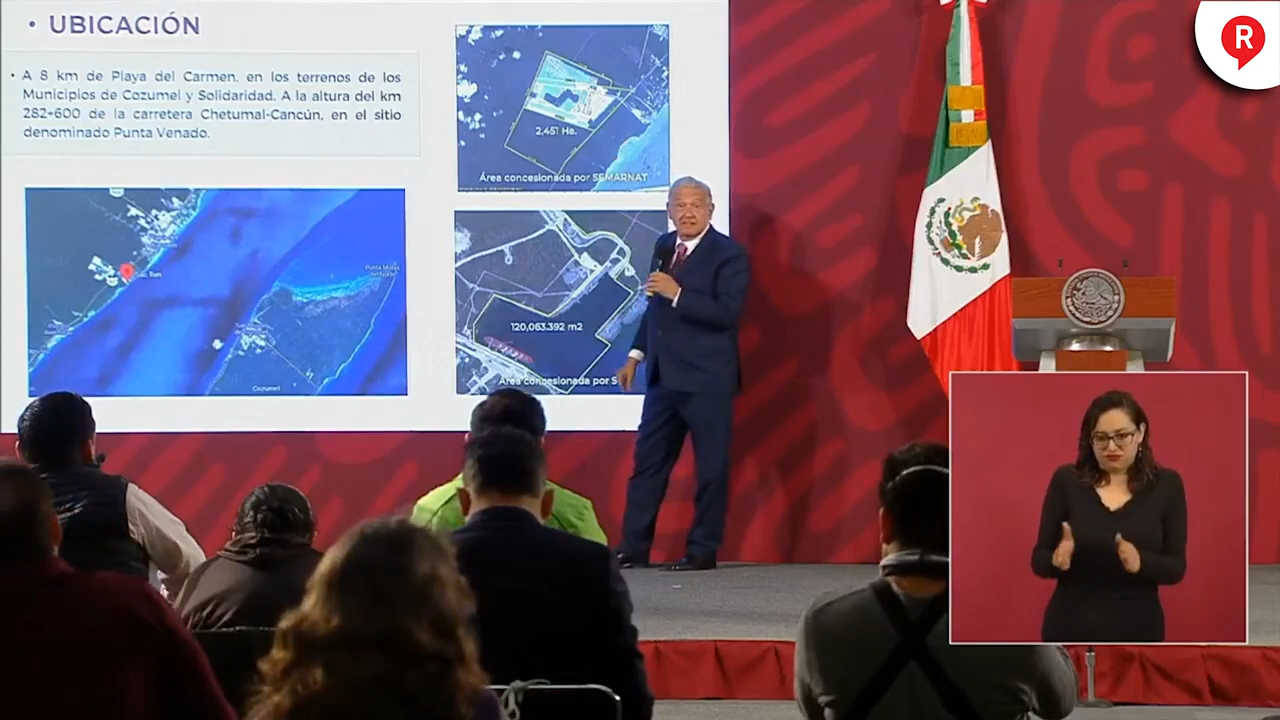 • UBICACIÓN
• A 8 km de Playa del Carmen, en los terrenos de los
Municipios de Cozumel y Solidaridad. A la altura del km
282+600 de la carretera Chetumal-Cancún, en el sitio
denominado Punta Venado.
2,451 Ha.
Área concesionada por SEMARNAT
Cozumel
120,063.392 m2
Área concesionada por S
R